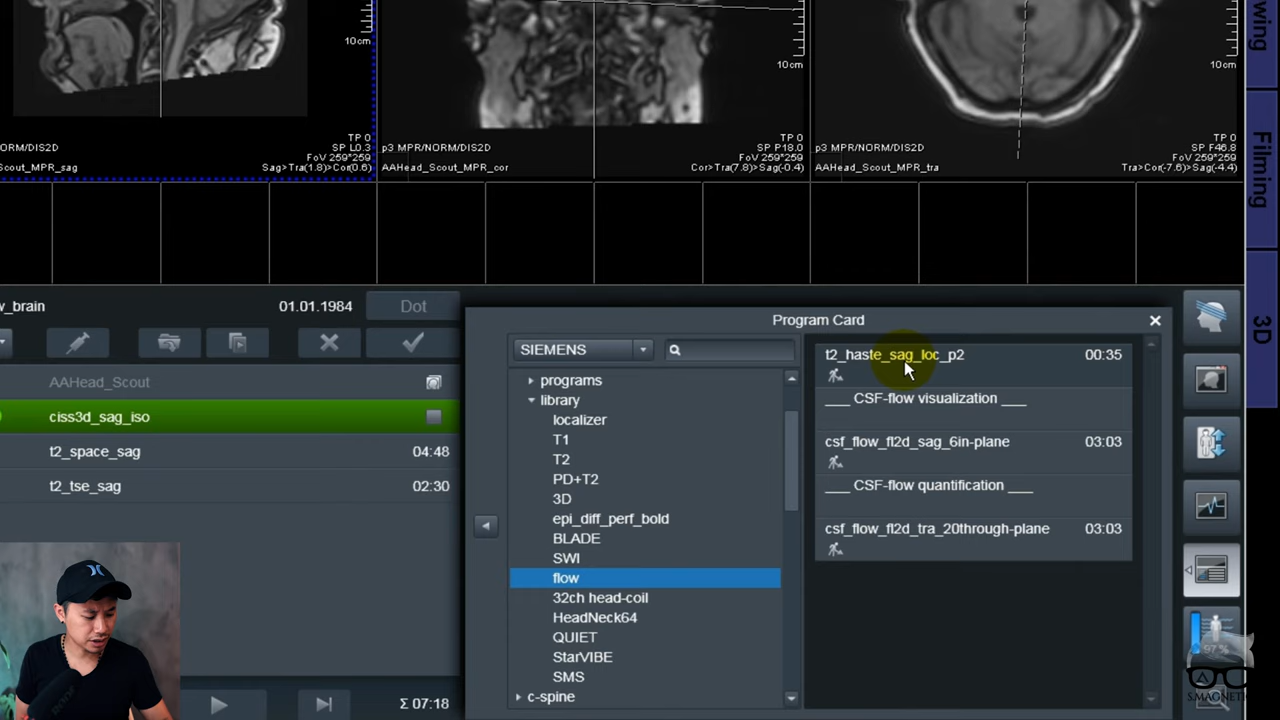 10cm
10cm
10cm
ORM/DIS2D
Scout_MPR_sag
TP 0
SP L0.3
FoV 259*259
Sag>Tra(1.8)>Cor(0.6)
p3 MPR/NORM/DIS2D
AAHead_Scout_MPR_cor
TP 0
SP P18.0
FoV 259*259
Cor>Tra(7.8)>Sag(-0.4)
p3 MPR/NORM/DIS2D
AAHead_Scout_MPR_tra
TP 0
SP F46.8
FoV 259*259
Tra>Cor(-7.6)>Sag(-4.4)
wing
Filming
3D
w_brain
01.01.1984
Dot
AAHead_Scout
ciss3d_sag_iso
t2_space_sag 04:48
t2_tse_sag 02:30
Σ 07:18
Program Card
SIEMENS
programs
library
localizer
T1
T2
PD+T2
3D
epi_diff_perf_bold
BLADE
SWI
flow
32ch head-coil
HeadNeck64
QUIET
StarVIBE
SMS
c-spine
t2_haste_sag_loc_p2 00:35
___ CSF-flow visualization ___
csf_flow_fl2d_sag_6in-plane 03:03
___ CSF-flow quantification ___
csf_flow_fl2d_tra_20through-plane 03:03
97 %
S.MAGNETI